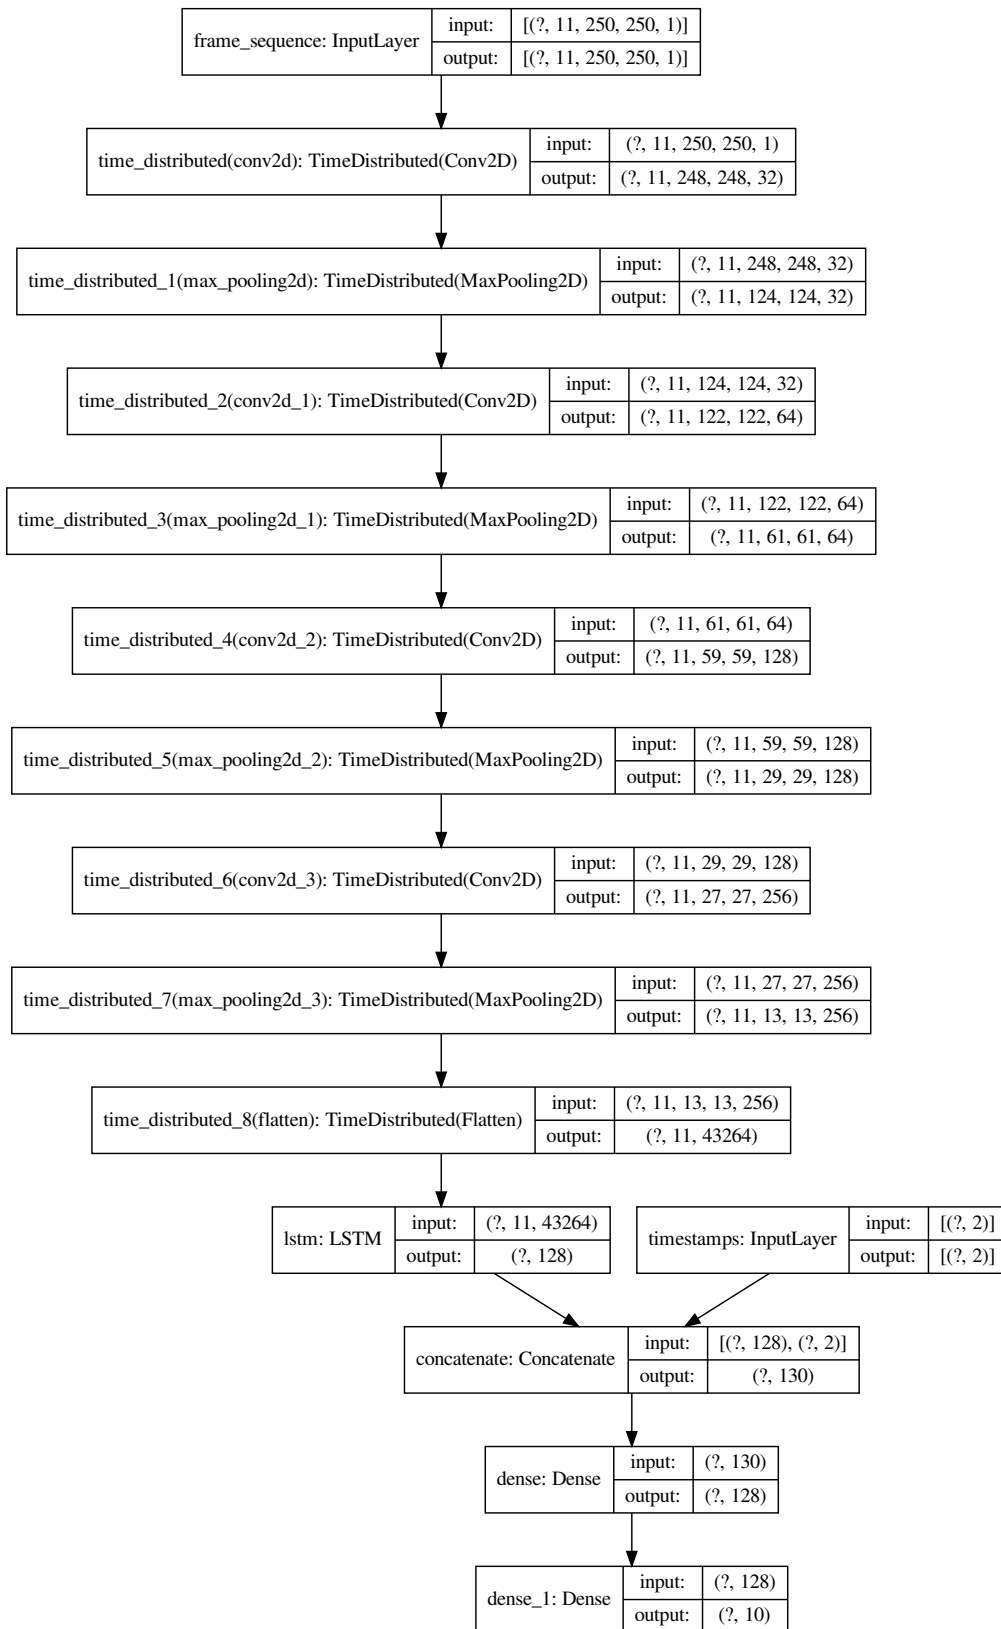 frame_sequence: InputLayer
input: [(?, 11, 250, 250, 1)]
output: [(?, 11, 250, 250, 1)]
time_distributed(conv2d): TimeDistributed(Conv2D)
input: (?, 11, 250, 250, 1)
output: (?, 11, 248, 248, 32)
time_distributed_1(max_pooling2d): TimeDistributed(MaxPooling2D)
input: (?, 11, 248, 248, 32)
output: (?, 11, 124, 124, 32)
time_distributed_2(conv2d_1): TimeDistributed(Conv2D)
input: (?, 11, 124, 124, 32)
output: (?, 11, 122, 122, 64)
time_distributed_3(max_pooling2d_1): TimeDistributed(MaxPooling2D)
input: (?, 11, 122, 122, 64)
output: (?, 11, 61, 61, 64)
time_distributed_4(conv2d_2): TimeDistributed(Conv2D)
input: (?, 11, 61, 61, 64)
output: (?, 11, 59, 59, 128)
time_distributed_5(max_pooling2d_2): TimeDistributed(MaxPooling2D)
input: (?, 11, 59, 59, 128)
output: (?, 11, 29, 29, 128)
time_distributed_6(conv2d_3): TimeDistributed(Conv2D)
input: (?, 11, 29, 29, 128)
output: (?, 11, 27, 27, 256)
time_distributed_7(max_pooling2d_3): TimeDistributed(MaxPooling2D)
input: (?, 11, 27, 27, 256)
output: (?, 11, 13, 13, 256)
time_distributed_8(flatten): TimeDistributed(Flatten)
input: (?, 11, 13, 13, 256)
output: (?, 11, 43264)
lstm: LSTM
input: (?, 11, 43264)
output: (?, 128)
timestamps: InputLayer
input: [(?, 2)]
output: [(?, 2)]
concatenate: Concatenate
input: [(?, 128), (?, 2)]
output: (?, 130)
dense: Dense
input: (?, 130)
output: (?, 128)
dense_1: Dense
input: (?, 128)
output: (?, 10)